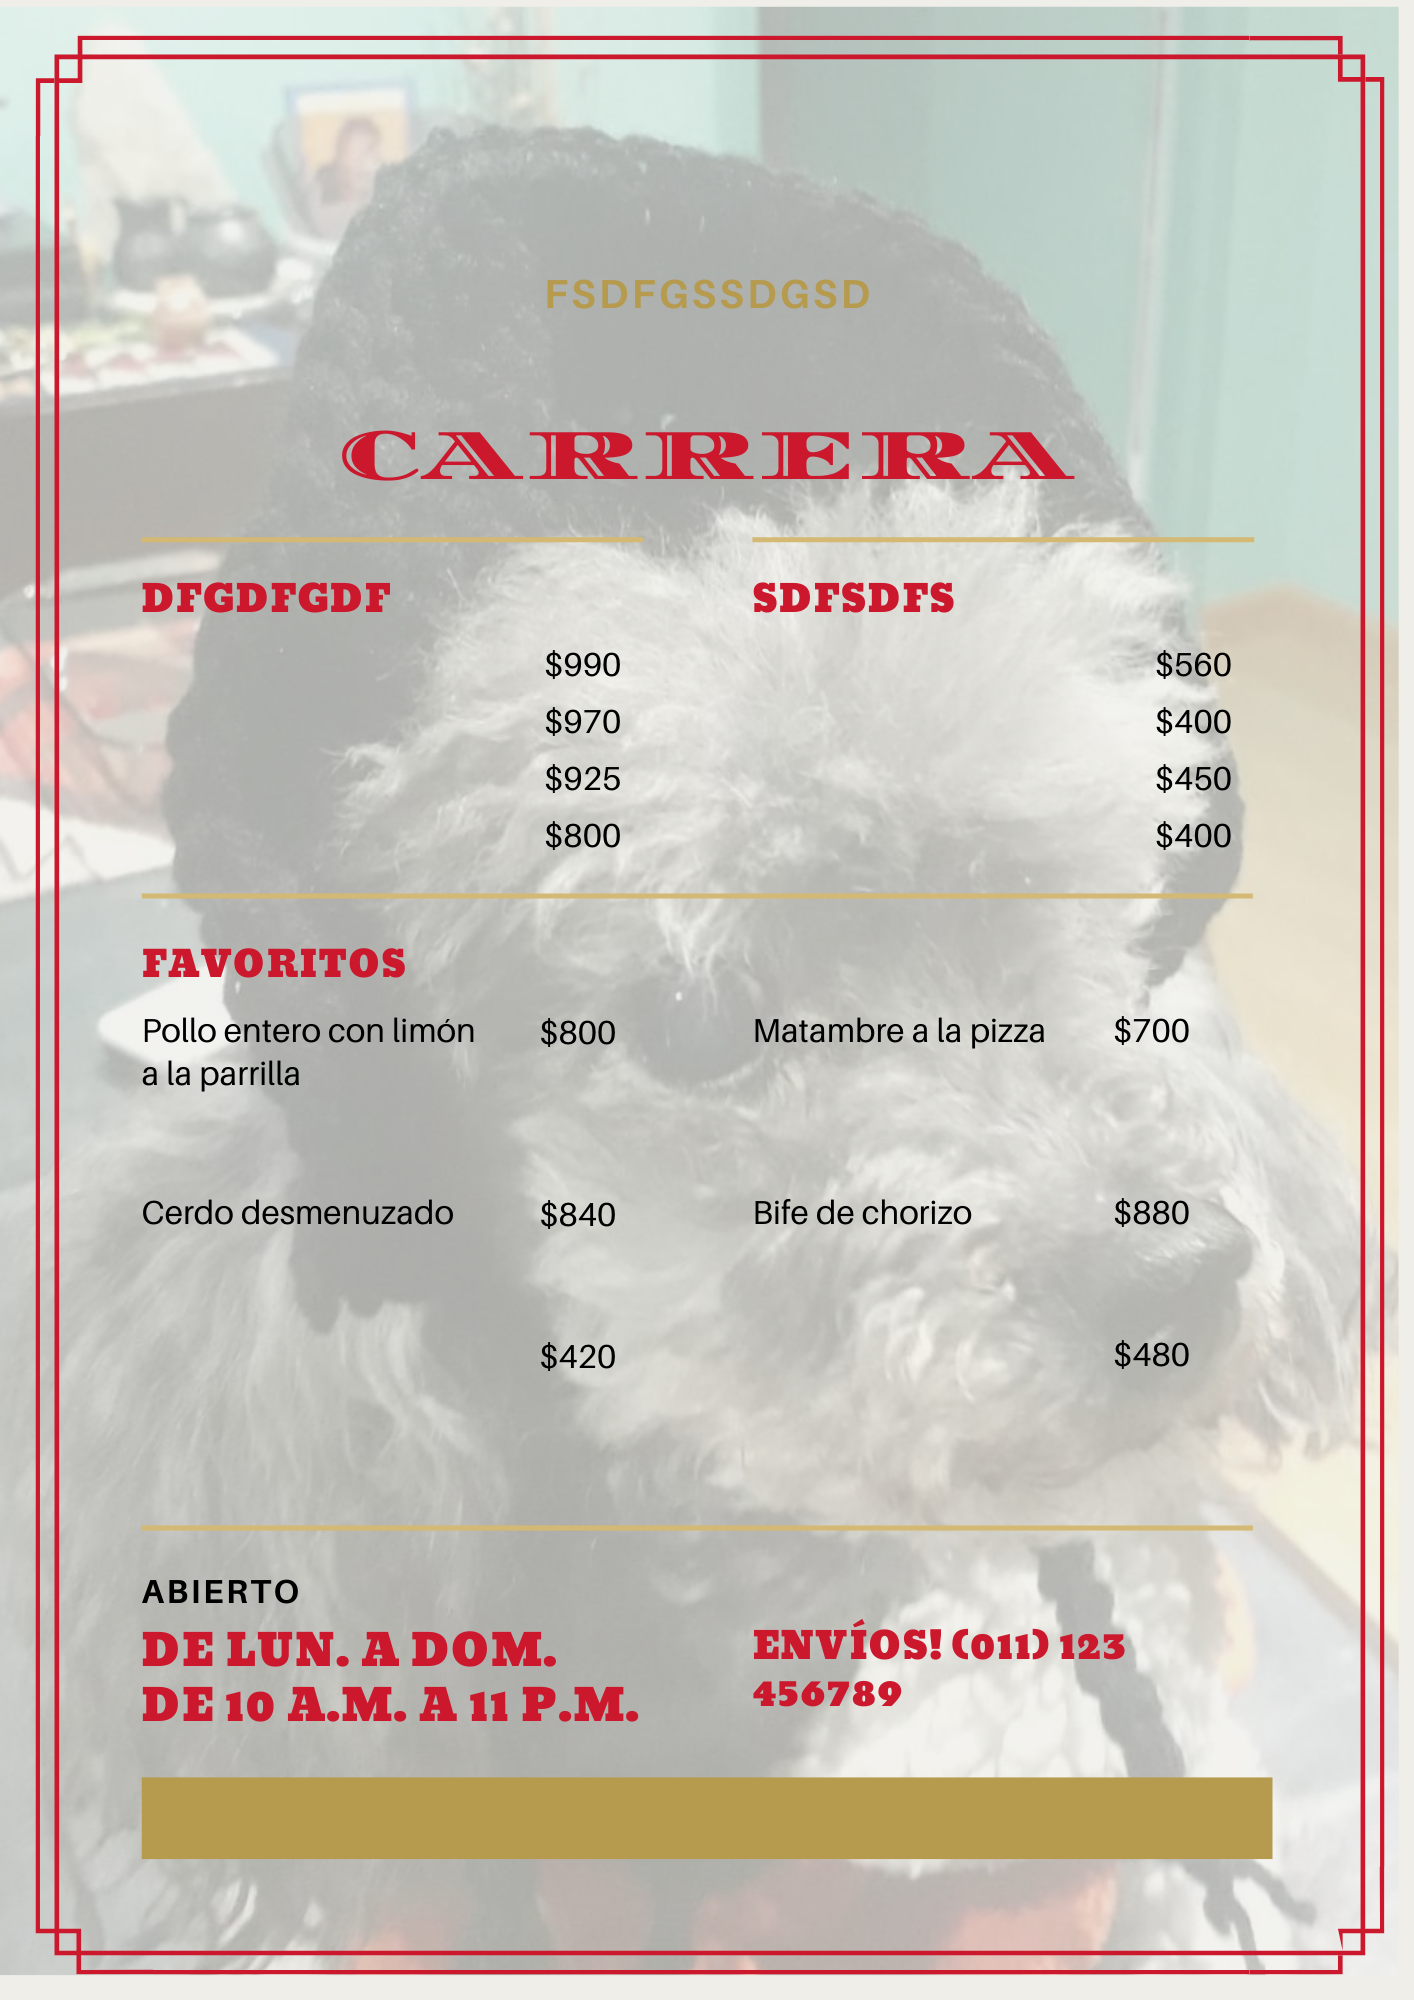 FSDFGSSDGSD
CARRERA
DFGDFGDF
$990
$970
$925
$800
SDFSDFS
$560
$400
$450
$400
FAVORITOS
Pollo entero con limón $800
a la parrilla
Cerdo desmenuzado $840
$420
Matambre a la pizza $700
Bife de chorizo $880
$480
ABIERTO
DE LUN. A DOM.
DE 10 A.M. A 11 P.M.
ENVÍOS! (011) 123
456789